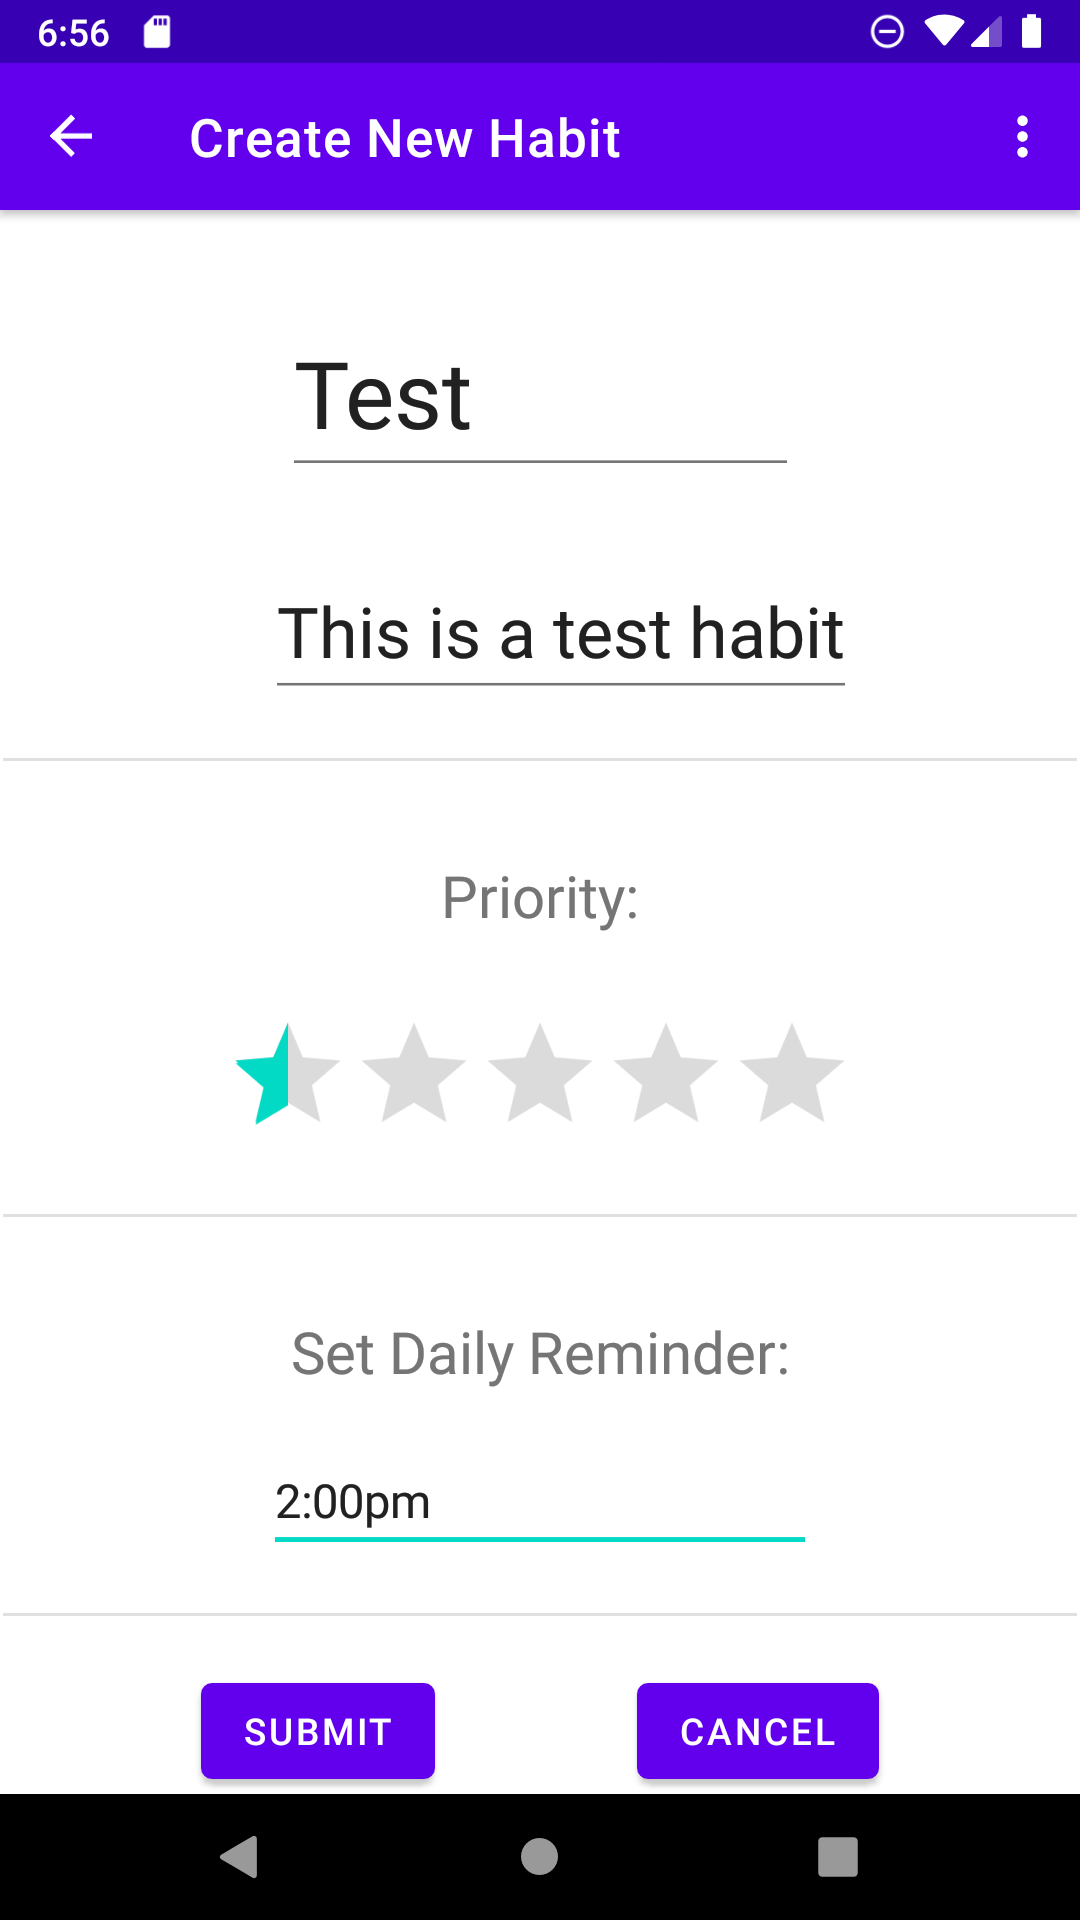 6:56
Create New Habit
Test
This is a test habit
Priority:
Set Daily Reminder:
2:00pm
SUBMIT CANCEL